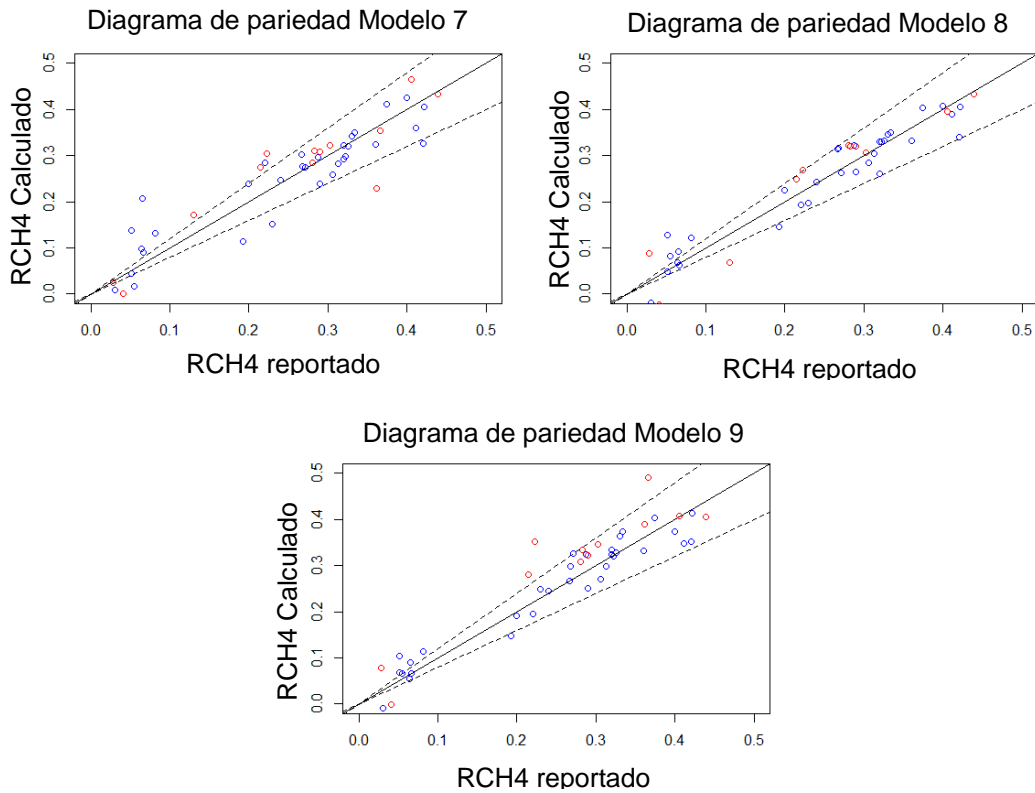 Diagrama de pariedad Modelo 7
RCH4 Calculado
0.5
0.4
0.3
0.2
0.1
0.0
0.0 0.1 0.2 0.3 0.4 0.5
RCH4 reportado
Diagrama de pariedad Modelo 8
RCH4 Calculado
0.5
0.4
0.3
0.2
0.1
0.0
0.0 0.1 0.2 0.3 0.4 0.5
RCH4 reportado
Diagrama de pariedad Modelo 9
RCH4 Calculado
0.5
0.4
0.3
0.2
0.1
0.0
0.0 0.1 0.2 0.3 0.4 0.5
RCH4 reportado